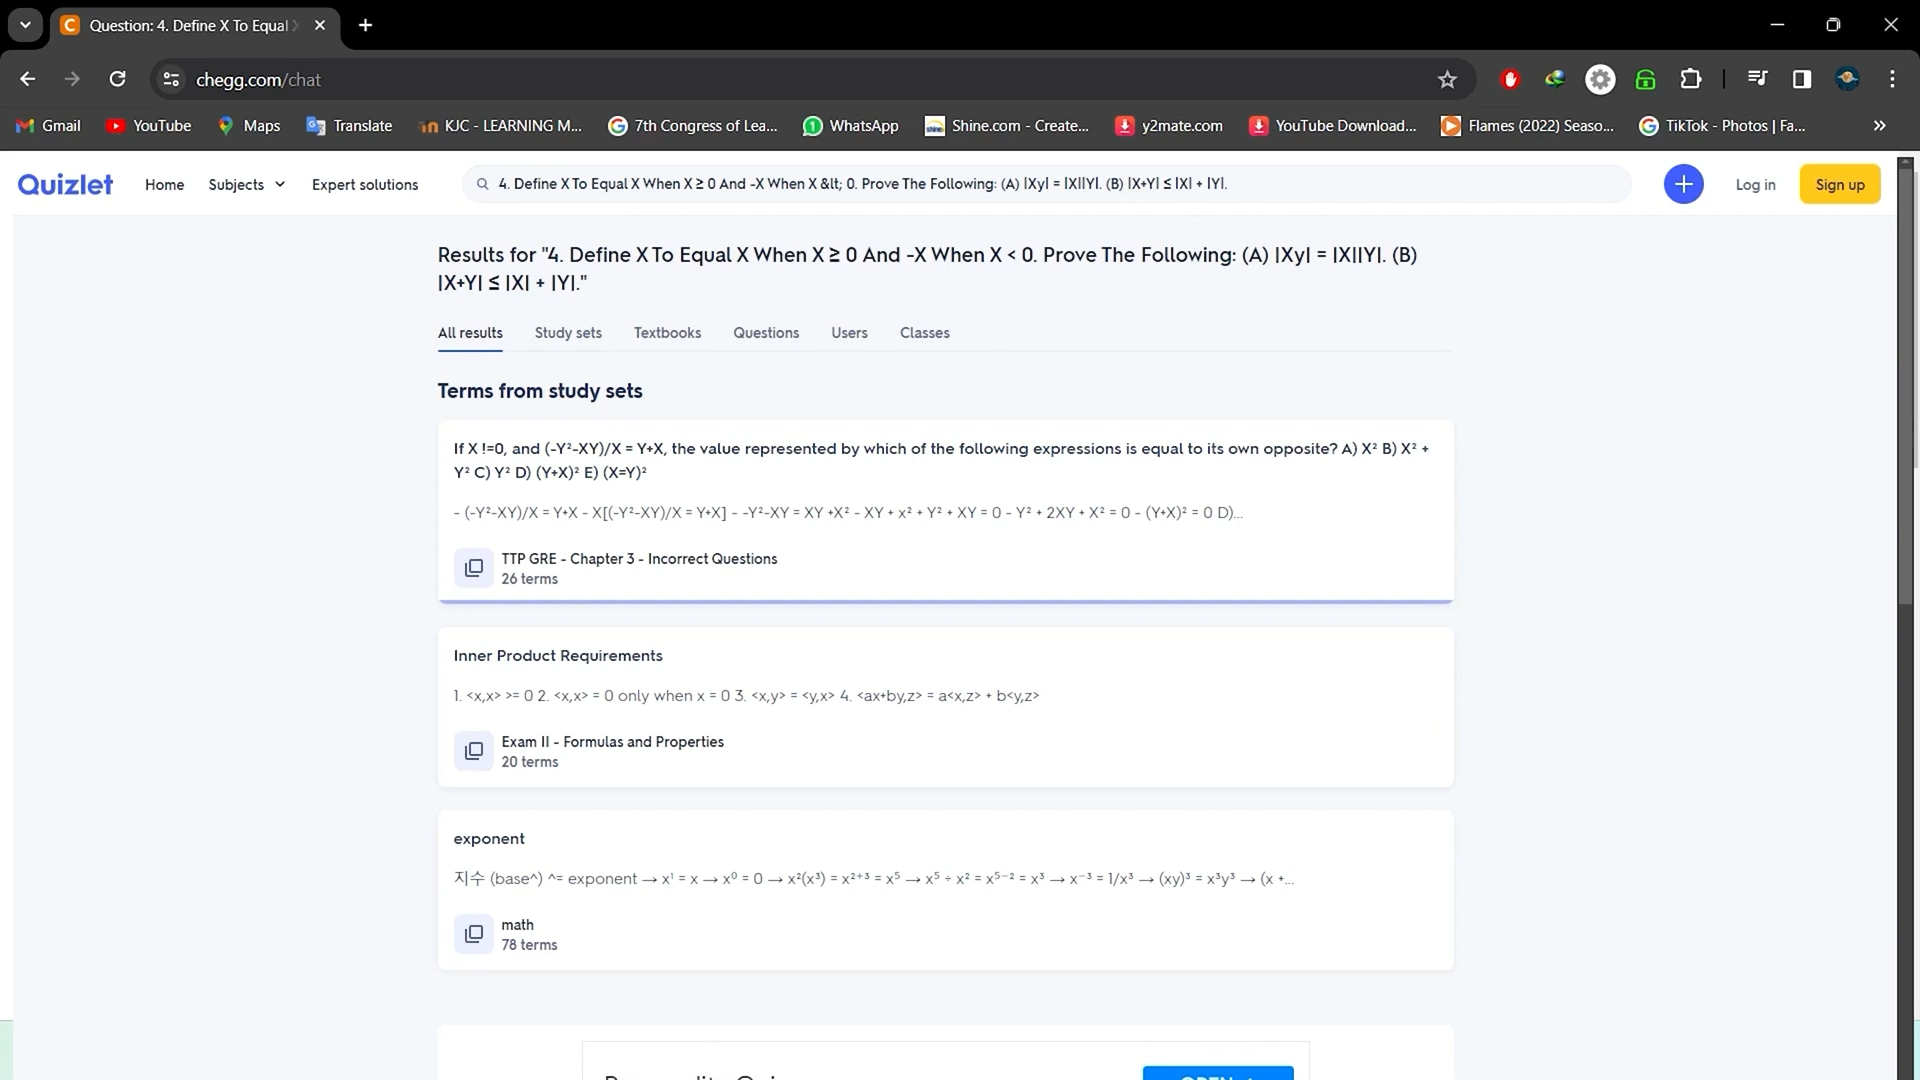 Question: 4. Define X To Equal X
chegg.com/chat
Gmail YouTube Maps Translate KJC - LEARNING M... 7th Congress of Lea... WhatsApp Shine.com - Create... y2mate.com YouTube Download... Flames (2022) Seaso... TikTok - Photos | Fa... »
Quizlet Home Subjects Expert solutions 4. Define X To Equal X When X ≥ 0 And -X When X &lt; 0. Prove The Following: (A) |Xy| = |X||Y|. (B) |X+Y| ≤ |X| + |Y|. Log in Sign up
Results for "4. Define X To Equal X When X ≥ 0 And -X When X < 0. Prove The Following: (A) |Xy| = |X||Y|. (B)
|X+Y| ≤ |X| + |Y|."
All results Study sets Textbooks Questions Users Classes
Terms from study sets
If X !=0, and (-Y²-XY)/X = Y+X, the value represented by which of the following expressions is equal to its own opposite? A) X² B) X² +
Y² C) Y² D) (Y+X)² E) (X=Y)²
- (-Y²-XY)/X = Y+X - X[(-Y²-XY)/X = Y+X] - -Y²-XY = XY +X² - XY + x² + Y² + XY = 0 - Y² + 2XY + X² = 0 - (Y+X)² = 0 D)...
TTP GRE - Chapter 3 - Incorrect Questions
26 terms
Inner Product Requirements
1. <x,x> >= 0 2. <x,x> = 0 only when x = 0 3. <x,y> = <y,x> 4. <ax+by,z> = a<x,z> + b<y,z>
Exam II - Formulas and Properties
20 terms
exponent
지수 (base^) ^= exponent → x¹ = x → x⁰ = 0 → x²(x³) = x²⁺³ = x⁵ → x⁵ ÷ x² = x⁵⁻² = x³ → x⁻³ = 1/x³ → (xy)³ = x³y³ → (x +...
math
78 terms